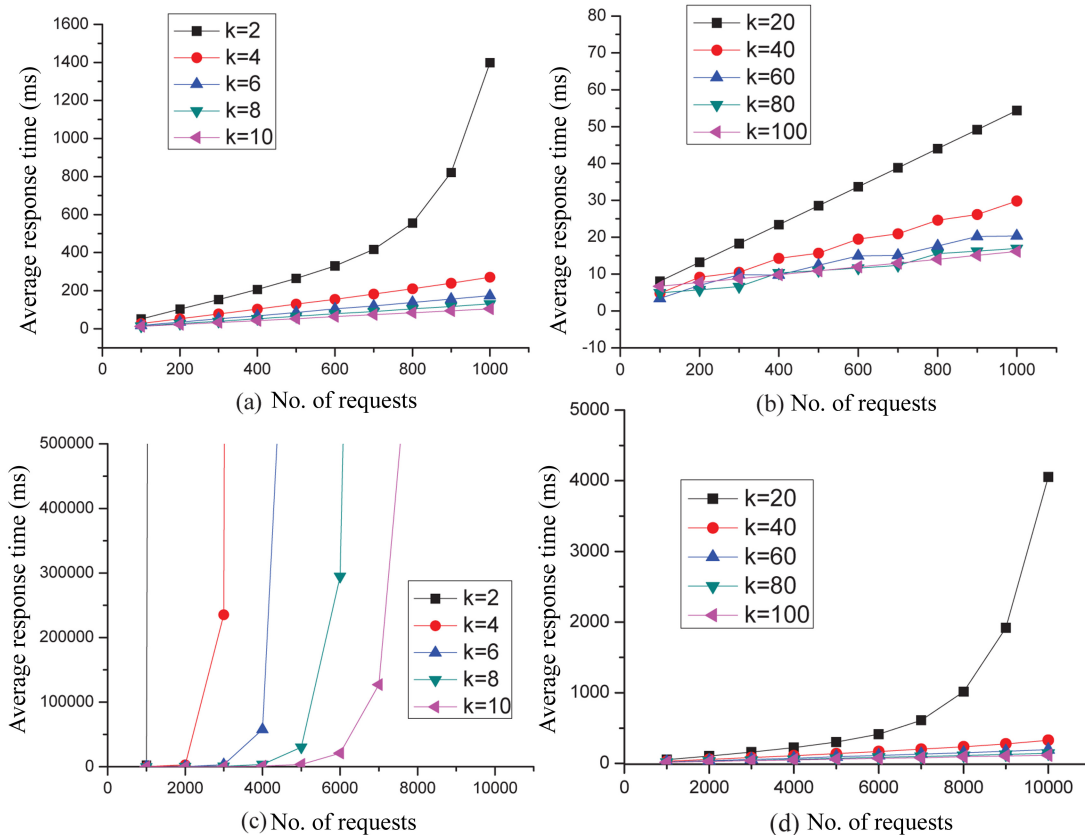 Average response time (ms)
1600
1400
1200
1000
800
600
400
200
0
k=2
k=4
k=6
k=8
k=10
0 200 400 600 800 1000
(a) No. of requests
Average response time (ms)
80
70
60
50
40
30
20
10
0
-10
k=20
k=40
k=60
k=80
k=100
0 200 400 600 800 1000
(b) No. of requests
Average response time (ms)
500000
400000
300000
200000
100000
0
k=2
k=4
k=6
k=8
k=10
0 2000 4000 6000 8000 10000
(c) No. of requests
Average response time (ms)
5000
4000
3000
2000
1000
0
k=20
k=40
k=60
k=80
k=100
0 2000 4000 6000 8000 10000
(d) No. of requests